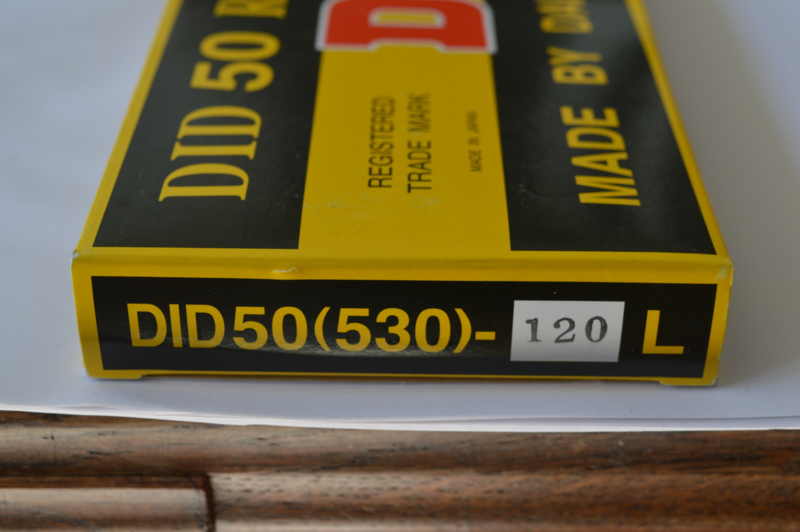 DID 50
D
REGISTERED
TRADE MARK
MADE IN JAPAN
MADE BY
DID50(530)-120 L